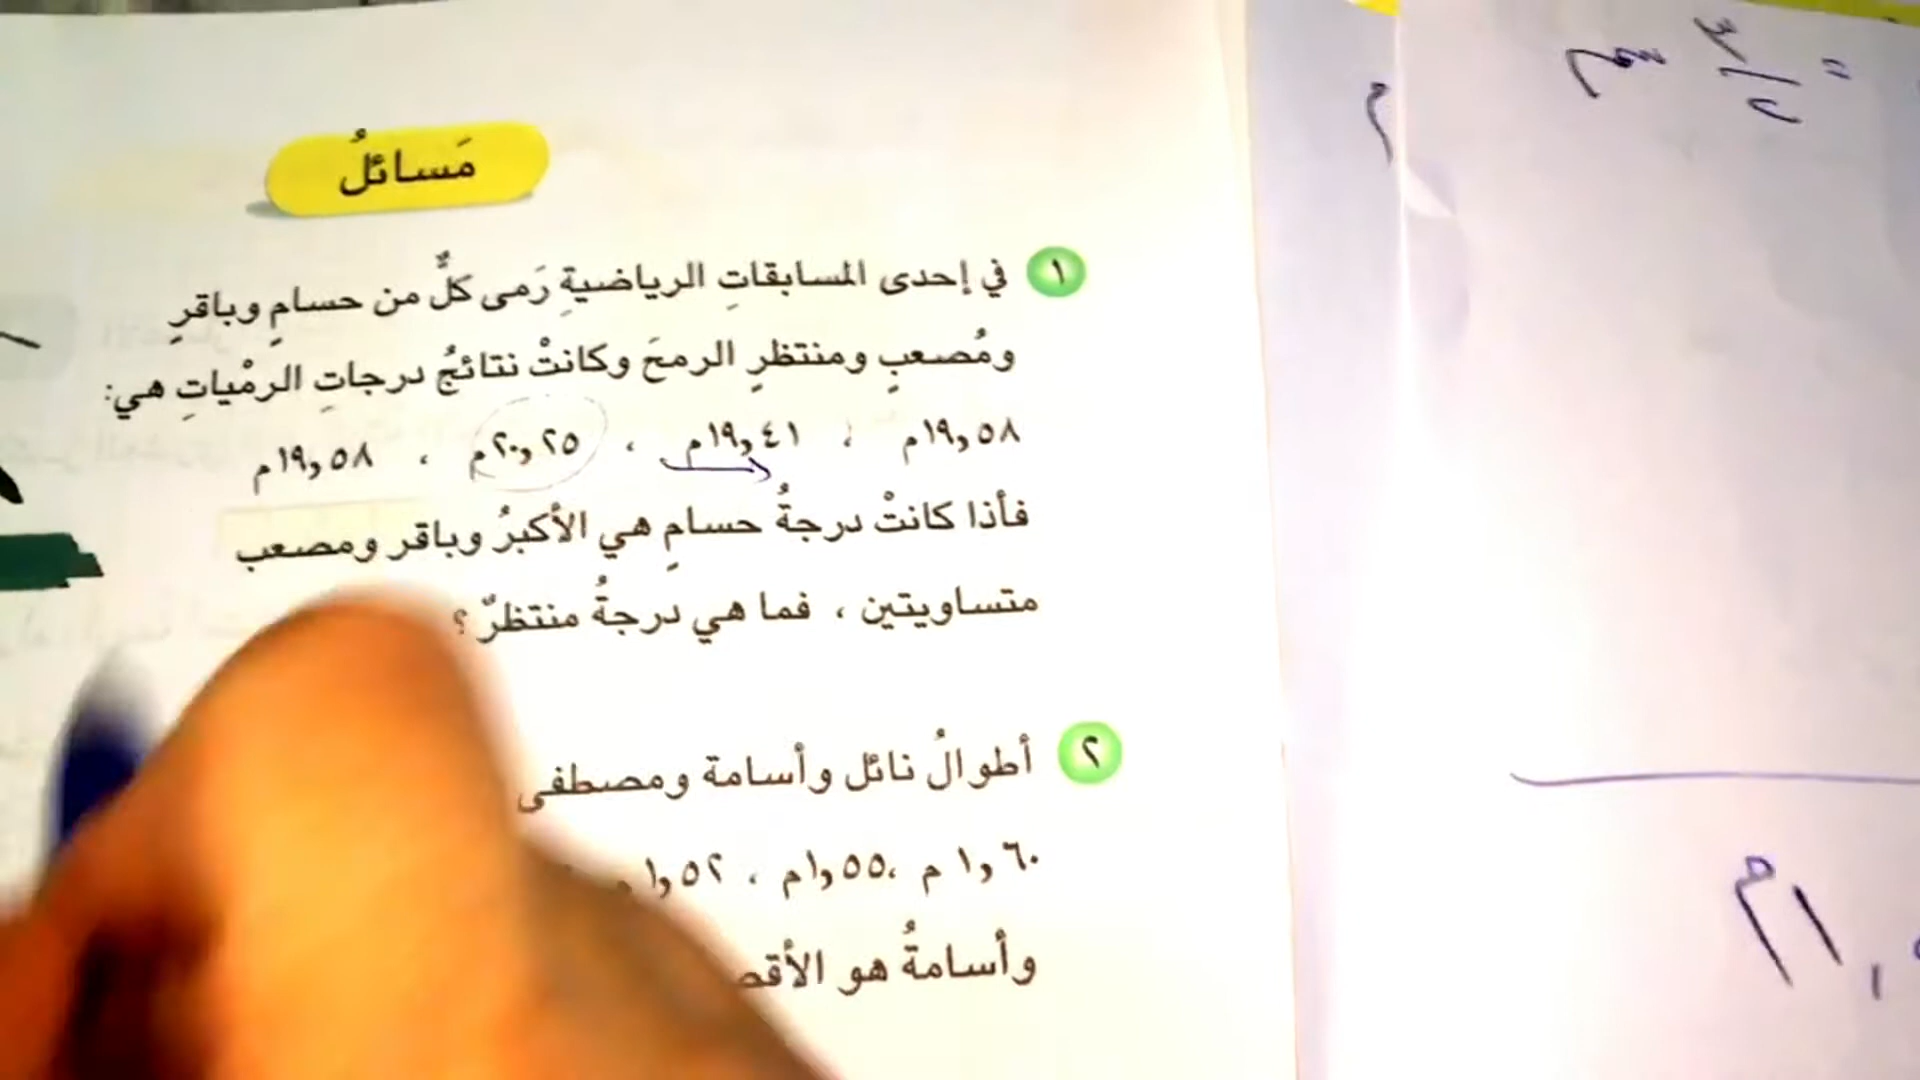 مَسائلُ
١ في إحدى المسابقاتِ الرياضيةِ رَمى كلٌّ من حسامٍ وباقرٍ
ومُصعبٍ ومنتظرٍ الرمحَ وكانتْ نتائجُ درجاتِ الرمْياتِ هي:
١٩,٥٨م ، ١٩,٤١م ، ٢٠,٢٥م ، ١٩,٥٨م
فأذا كانتْ درجةُ حسامٍ هي الأكبرُ وباقر ومصعب
متساويتين ، فما هي درجةُ منتظرٌ؟
٢ أطوالُ نائل وأسامة ومصطفى
١,٦٠ م ،١,٥٥م ، ١,٥٢
وأسامةُ هو